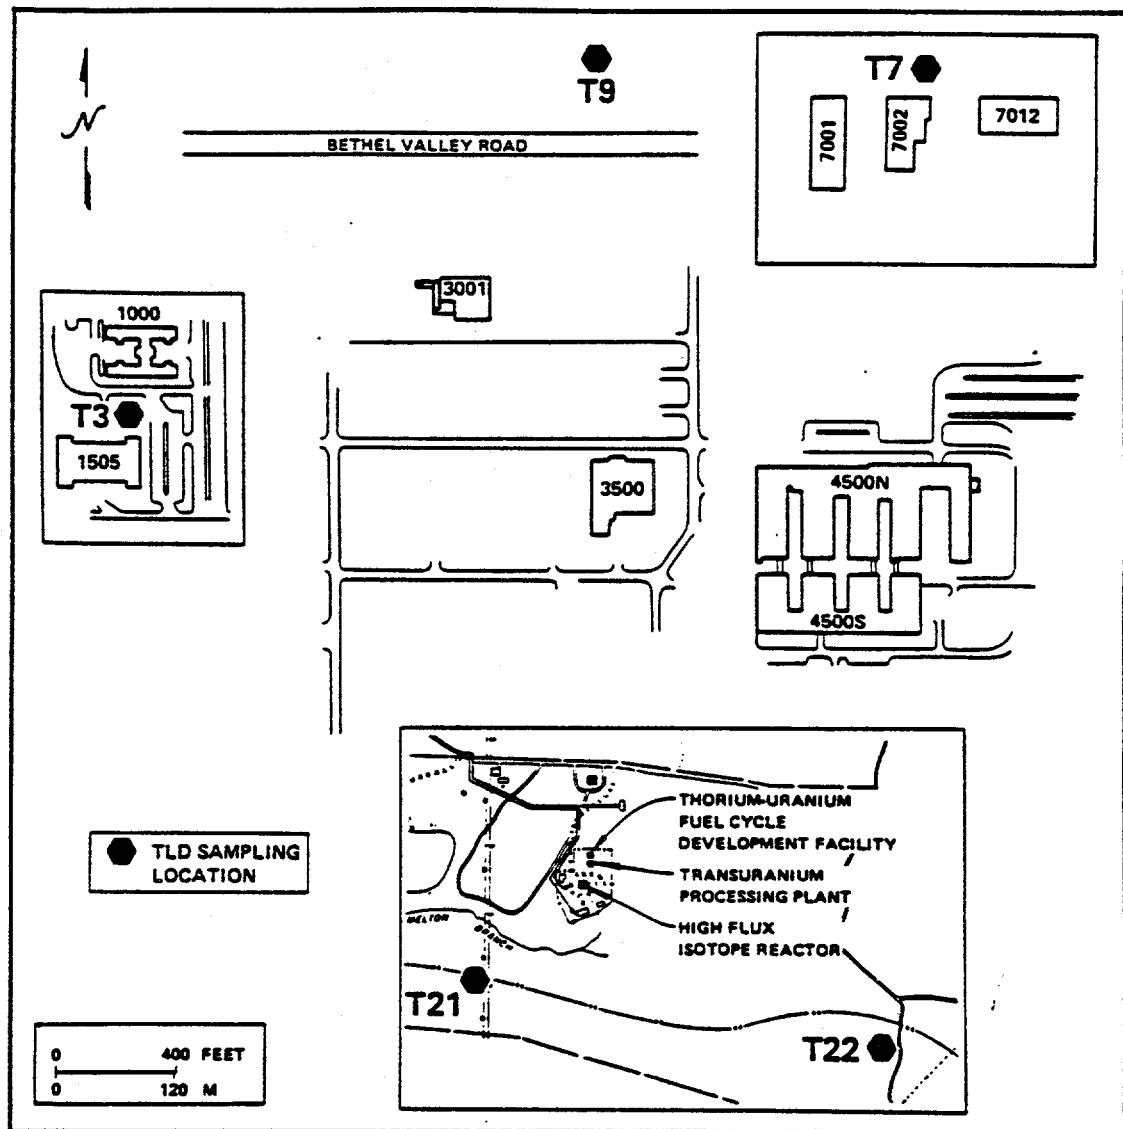 N
T9
BETHEL VALLEY ROAD
T7
7001
7002
7012
3001
1000
T3
1505
3500
4500N
4500S
TLD SAMPLING
LOCATION
THORIUM-URANIUM
FUEL CYCLE
DEVELOPMENT FACILITY
TRANSURANIUM
PROCESSING PLANT
HIGH FLUX
ISOTOPE REACTOR
MELTON
BRANCH
T21
T22
0 400 FEET
0 120 M